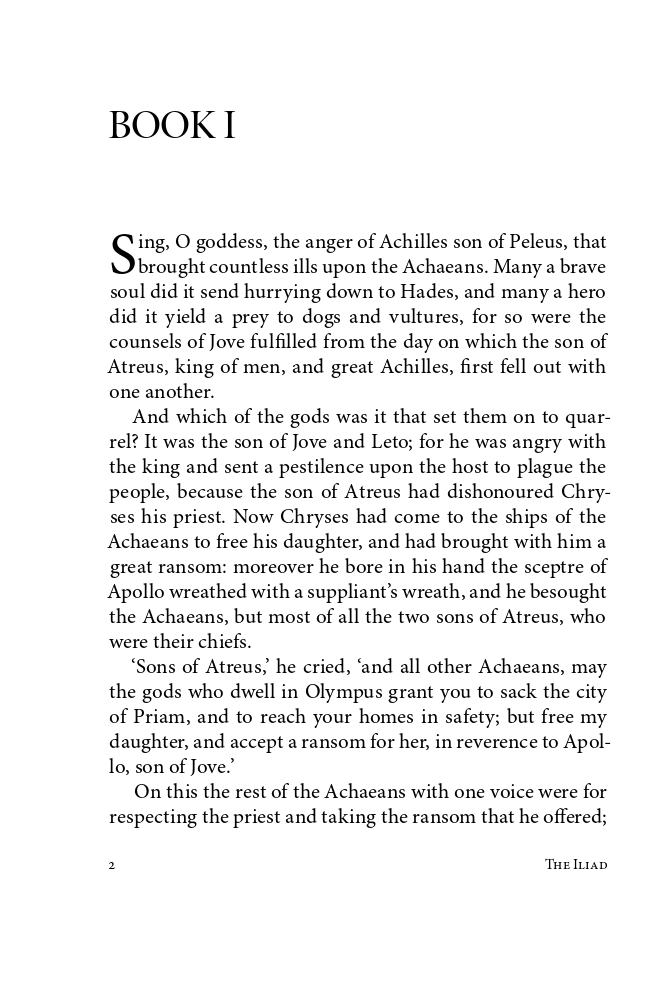 BOOK I
Sing, O goddess, the anger of Achilles son of Peleus, that
brought countless ills upon the Achaeans. Many a brave
soul did it send hurrying down to Hades, and many a hero
did it yield a prey to dogs and vultures, for so were the
counsels of Jove fulfilled from the day on which the son of
Atreus, king of men, and great Achilles, first fell out with
one another.
And which of the gods was it that set them on to quar-
rel? It was the son of Jove and Leto; for he was angry with
the king and sent a pestilence upon the host to plague the
people, because the son of Atreus had dishonoured Chry-
ses his priest. Now Chryses had come to the ships of the
Achaeans to free his daughter, and had brought with him a
great ransom: moreover he bore in his hand the sceptre of
Apollo wreathed with a suppliant’s wreath, and he besought
the Achaeans, but most of all the two sons of Atreus, who
were their chiefs.
‘Sons of Atreus,’ he cried, ‘and all other Achaeans, may
the gods who dwell in Olympus grant you to sack the city
of Priam, and to reach your homes in safety; but free my
daughter, and accept a ransom for her, in reverence to Apol-
lo, son of Jove.’
On this the rest of the Achaeans with one voice were for
respecting the priest and taking the ransom that he offered;
2 The Iliad